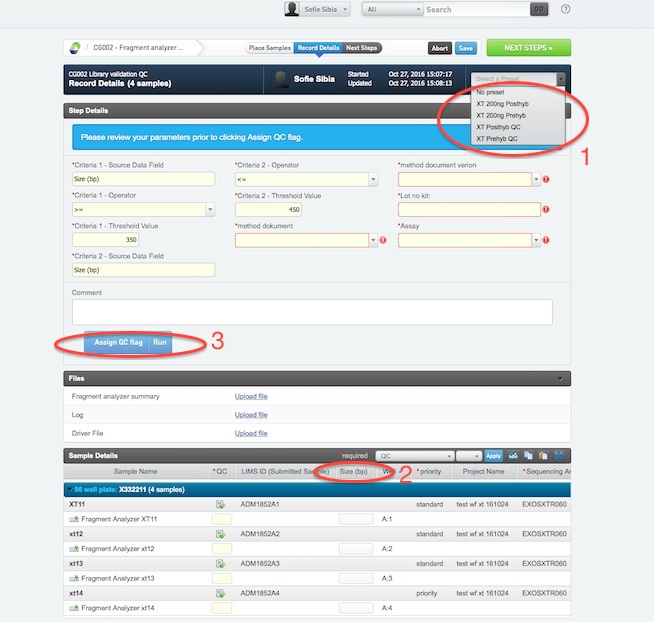 Sofie Sibia
All
Search
GO
?
/ CG002 - Fragment analyzer ...
Place Samples
Record Details
Next Steps
Abort
Save
NEXT STEPS »
CG002 Library validation QC
Record Details (4 samples)
Sofie Sibia
Started Oct 27, 2016 15:07:17
Updated Oct 27, 2016 15:08:13
Select a Preset
No preset
XT 200ng Posthyb
XT 200ng Prehyb
XT Posthyb QC
XT Prehyb QC
1
Step Details
Please review your parameters prior to clicking Assign QC flag.
*Criteria 1 - Source Data Field
Size (bp)
*Criteria 1 - Operator
>=
*Criteria 1 - Threshold Value
350
*Criteria 2 - Source Data Field
Size (bp)
*Criteria 2 - Operator
<=
*Criteria 2 - Threshold Value
450
*method dokument
*method document verion
*Lot no kit:
*Assay
Comment
Assign QC flag
Run
3
Files
Fragment analyzer summary Upload file
Log Upload file
Driver File Upload file
Sample Details
required
QC
Apply
Sample Name *QC LIMS ID (Submitted Sample) Size (bp) *priority Project Name *Sequencing
2
96 well plate: X332211 (4 samples)
XT11 ADM1852A1 standard test wf xt 161024 EXOSXTR060
Fragment Analyzer XT11 A:1
xt12 ADM1852A2 standard test wf xt 161024 EXOSXTR060
Fragment Analyzer xt12 A:2
xt13 ADM1852A3 standard test wf xt 161024 EXOSXTR060
Fragment Analyzer xt13 A:3
xt14 ADM1852A4 priority test wf xt 161024 EXOSXTR060
Fragment Analyzer xt14 A:4